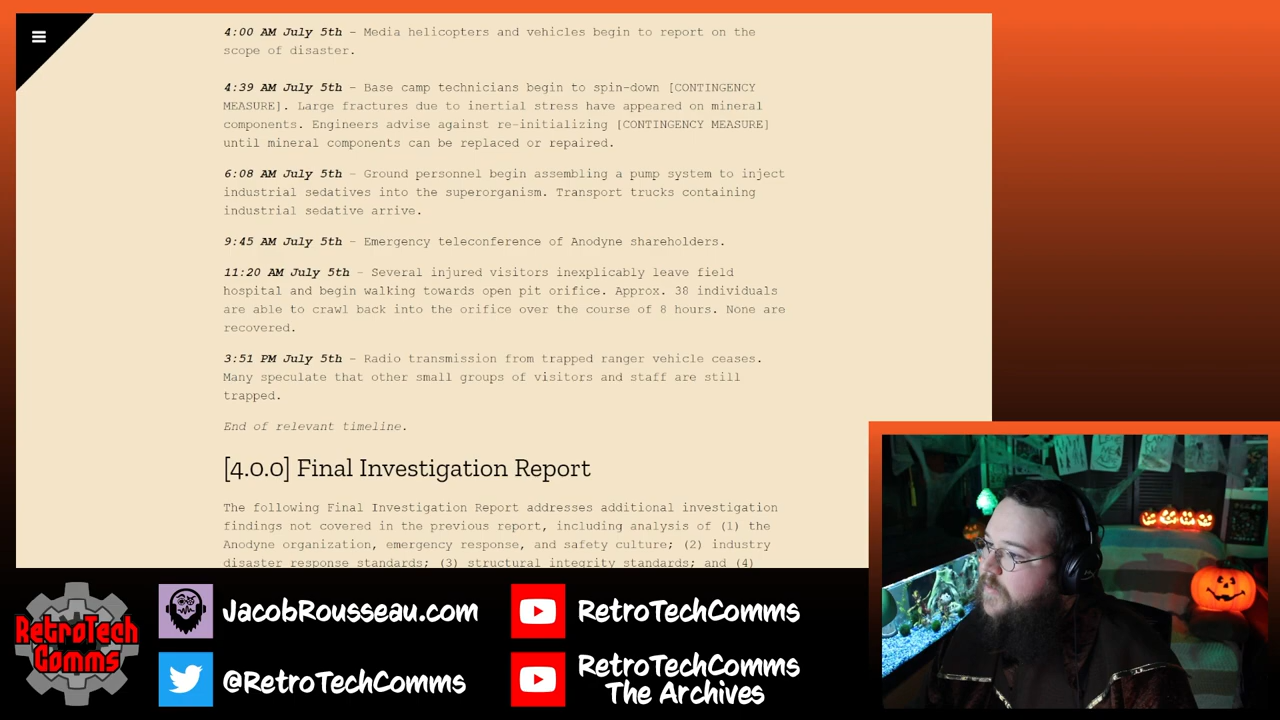 4:00 AM July 5th – Media helicopters and vehicles begin to report on the
scope of disaster.
4:39 AM July 5th – Base camp technicians begin to spin-down [CONTINGENCY
MEASURE]. Large fractures due to inertial stress have appeared on mineral
components. Engineers advise against re-initializing [CONTINGENCY MEASURE]
until mineral components can be replaced or repaired.
6:08 AM July 5th – Ground personnel begin assembling a pump system to inject
industrial sedatives into the superorganism. Transport trucks containing
industrial sedative arrive.
9:45 AM July 5th – Emergency teleconference of Anodyne shareholders.
11:20 AM July 5th – Several injured visitors inexplicably leave field
hospital and begin walking towards open pit orifice. Approx. 38 individuals
are able to crawl back into the orifice over the course of 8 hours. None are
recovered.
3:51 PM July 5th – Radio transmission from trapped ranger vehicle ceases.
Many speculate that other small groups of visitors and staff are still
trapped.
End of relevant timeline.
[4.0.0] Final Investigation Report
The following Final Investigation Report addresses additional investigation
findings not covered in the previous report, including analysis of (1) the
Anodyne organization, emergency response, and safety culture; (2) industry
disaster response standards; (3) structural integrity standards; and (4)
RetroTech
Comms
JacobRousseau.com
RetroTechComms
@RetroTechComms
RetroTechComms
The Archives